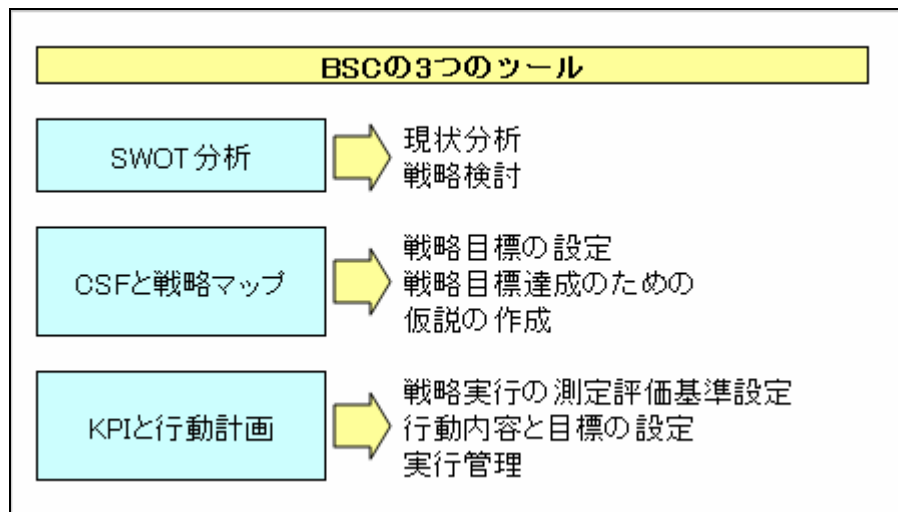 BSCの3つのツール
SWOT分析
現状分析
戦略検討
CSFと戦略マップ
戦略目標の設定
戦略目標達成のための
仮説の作成
KPIと行動計画
戦略実行の測定評価基準設定
行動内容と目標の設定
実行管理